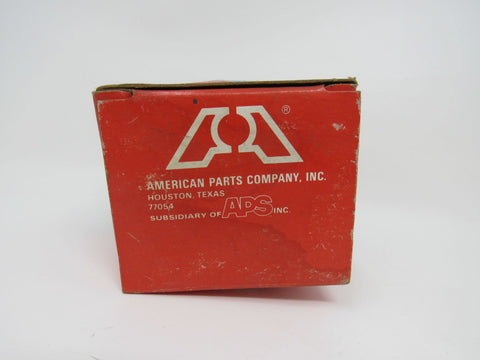 ®
AMERICAN PARTS COMPANY, INC.
HOUSTON, TEXAS
77054
SUBSIDIARY OF APS INC.